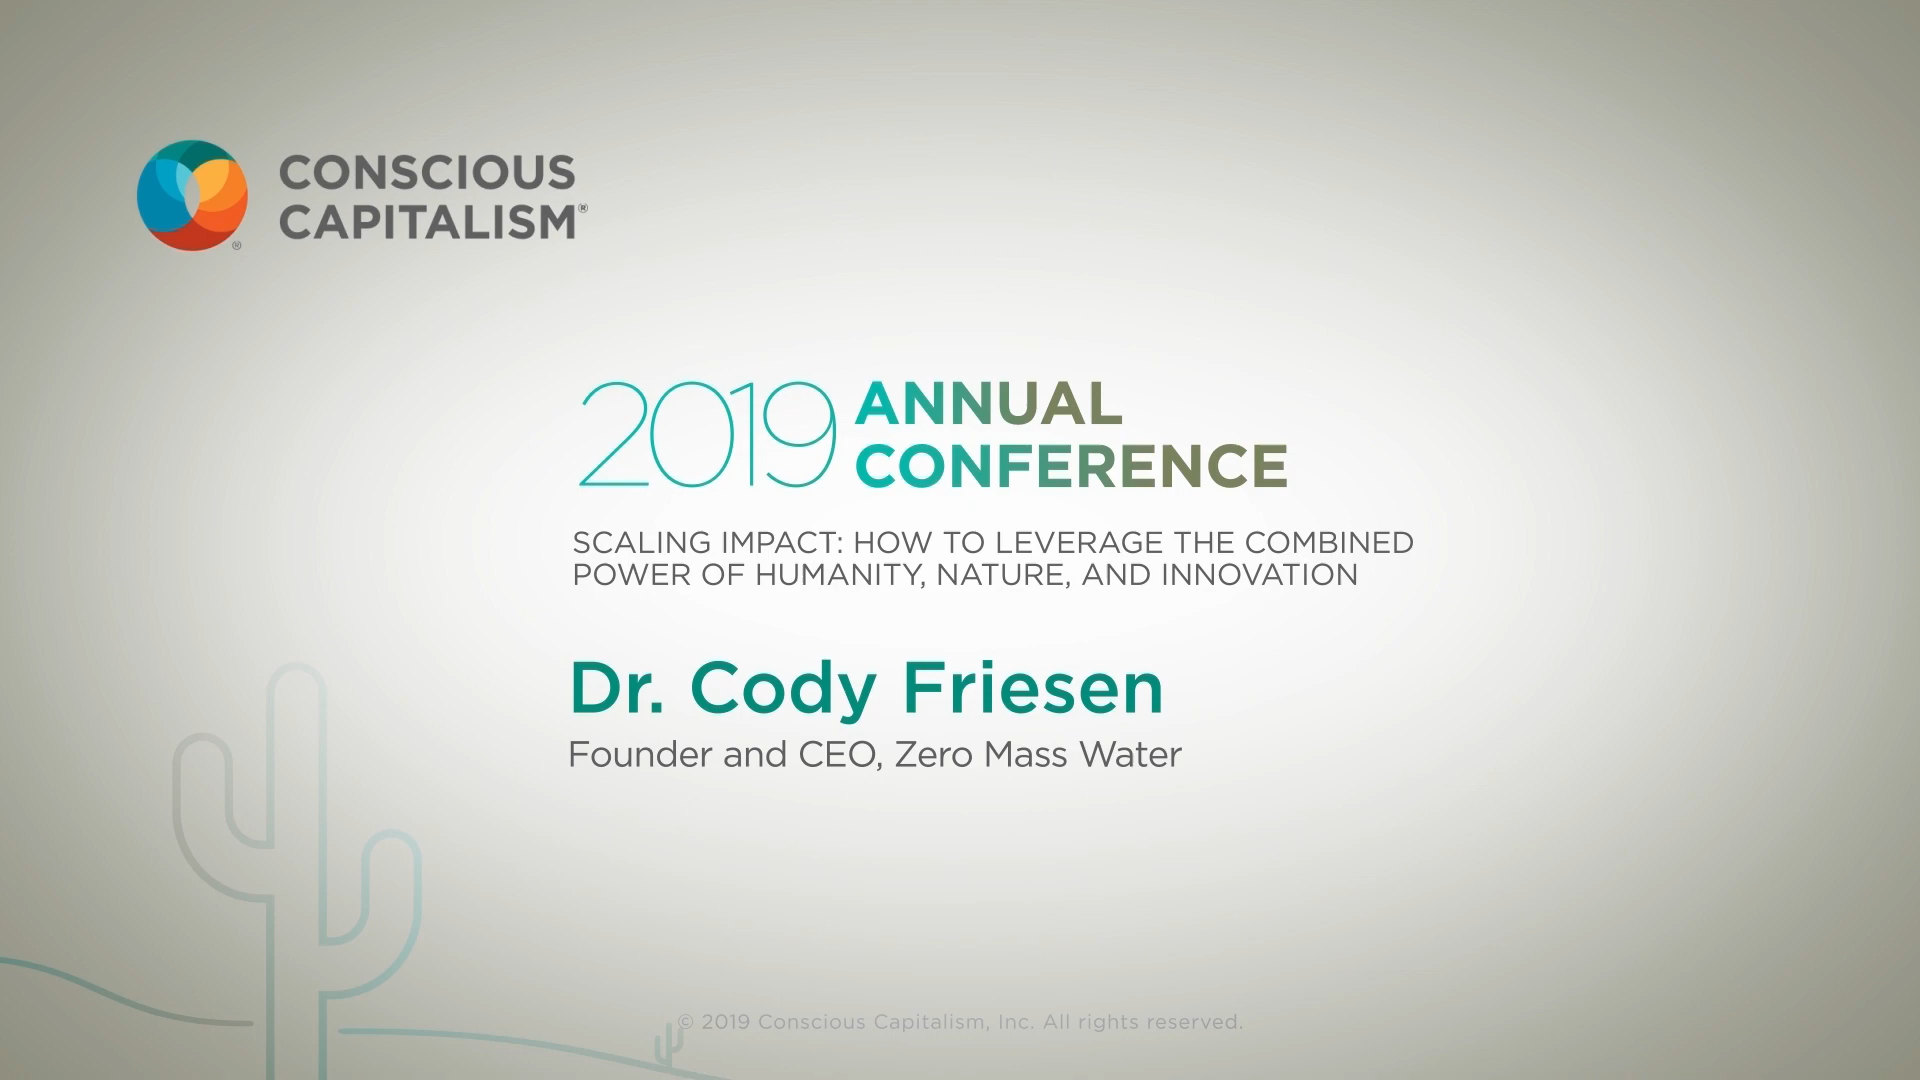 CONSCIOUS
CAPITALISM®
®
2019 ANNUAL
CONFERENCE
SCALING IMPACT: HOW TO LEVERAGE THE COMBINED
POWER OF HUMANITY, NATURE, AND INNOVATION
Dr. Cody Friesen
Founder and CEO, Zero Mass Water
© 2019 Conscious Capitalism, Inc. All rights reserved.